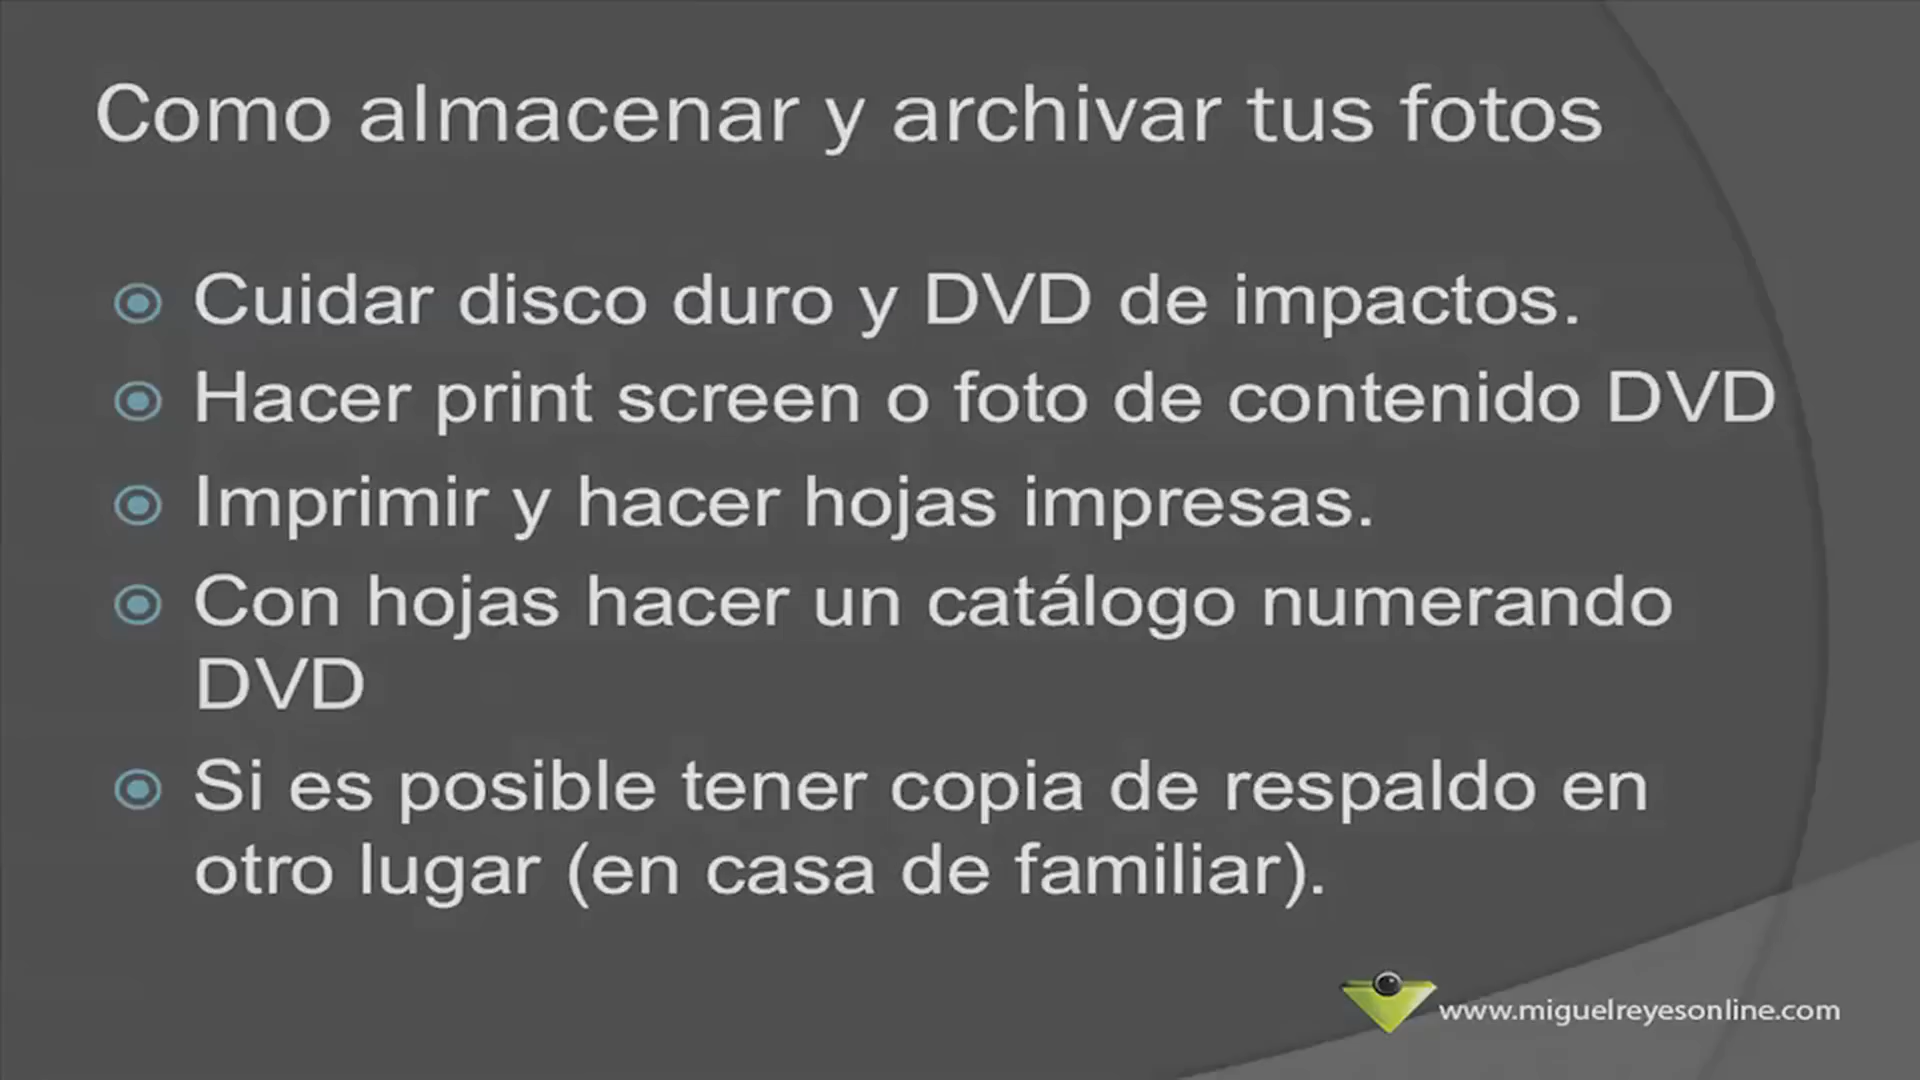 Como almacenar y archivar tus fotos
Cuidar disco duro y DVD de impactos.
Hacer print screen o foto de contenido DVD
Imprimir y hacer hojas impresas.
Con hojas hacer un catálogo numerando
DVD
Si es posible tener copia de respaldo en
otro lugar (en casa de familiar).
www.miguelreyesonline.com